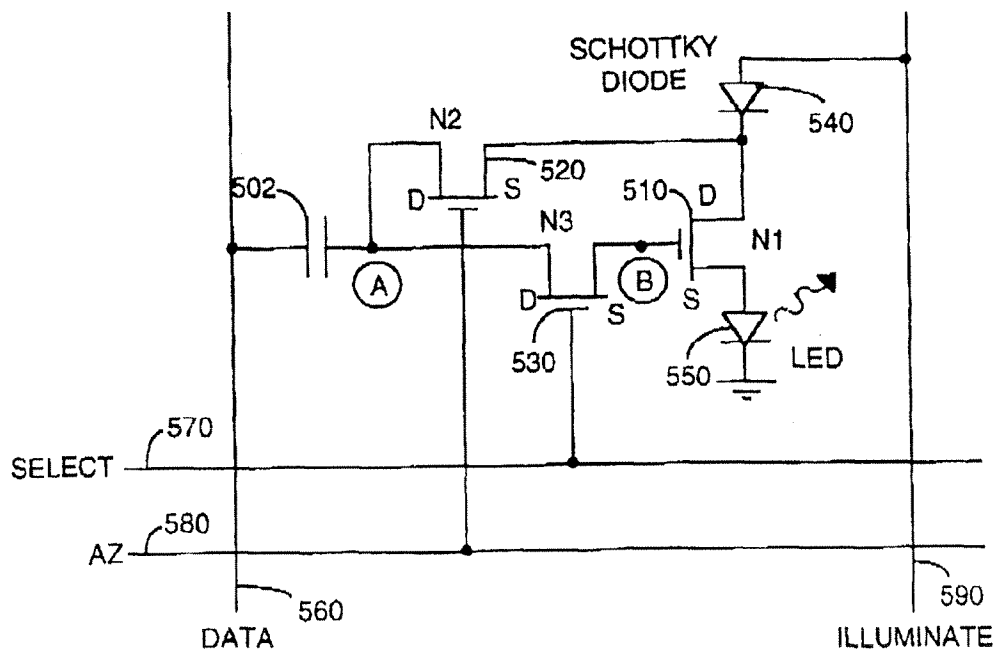 SCHOTTKY
DIODE
540
N2
520
502
D
S
510
D
N3
N1
A
B
D
S
S
530
550
LED
570
SELECT
580
AZ
560
590
DATA
ILLUMINATE